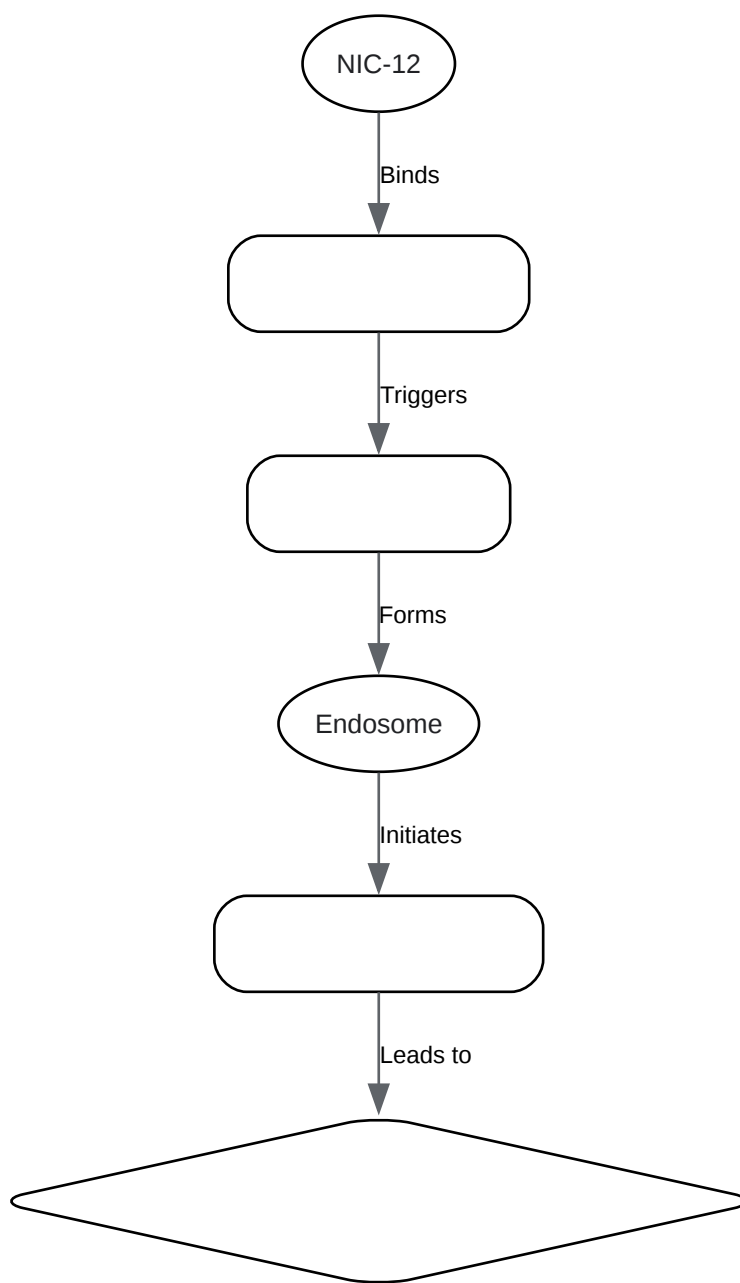 NIC-12
Binds
Triggers
Forms
Endosome
Initiates
Leads to